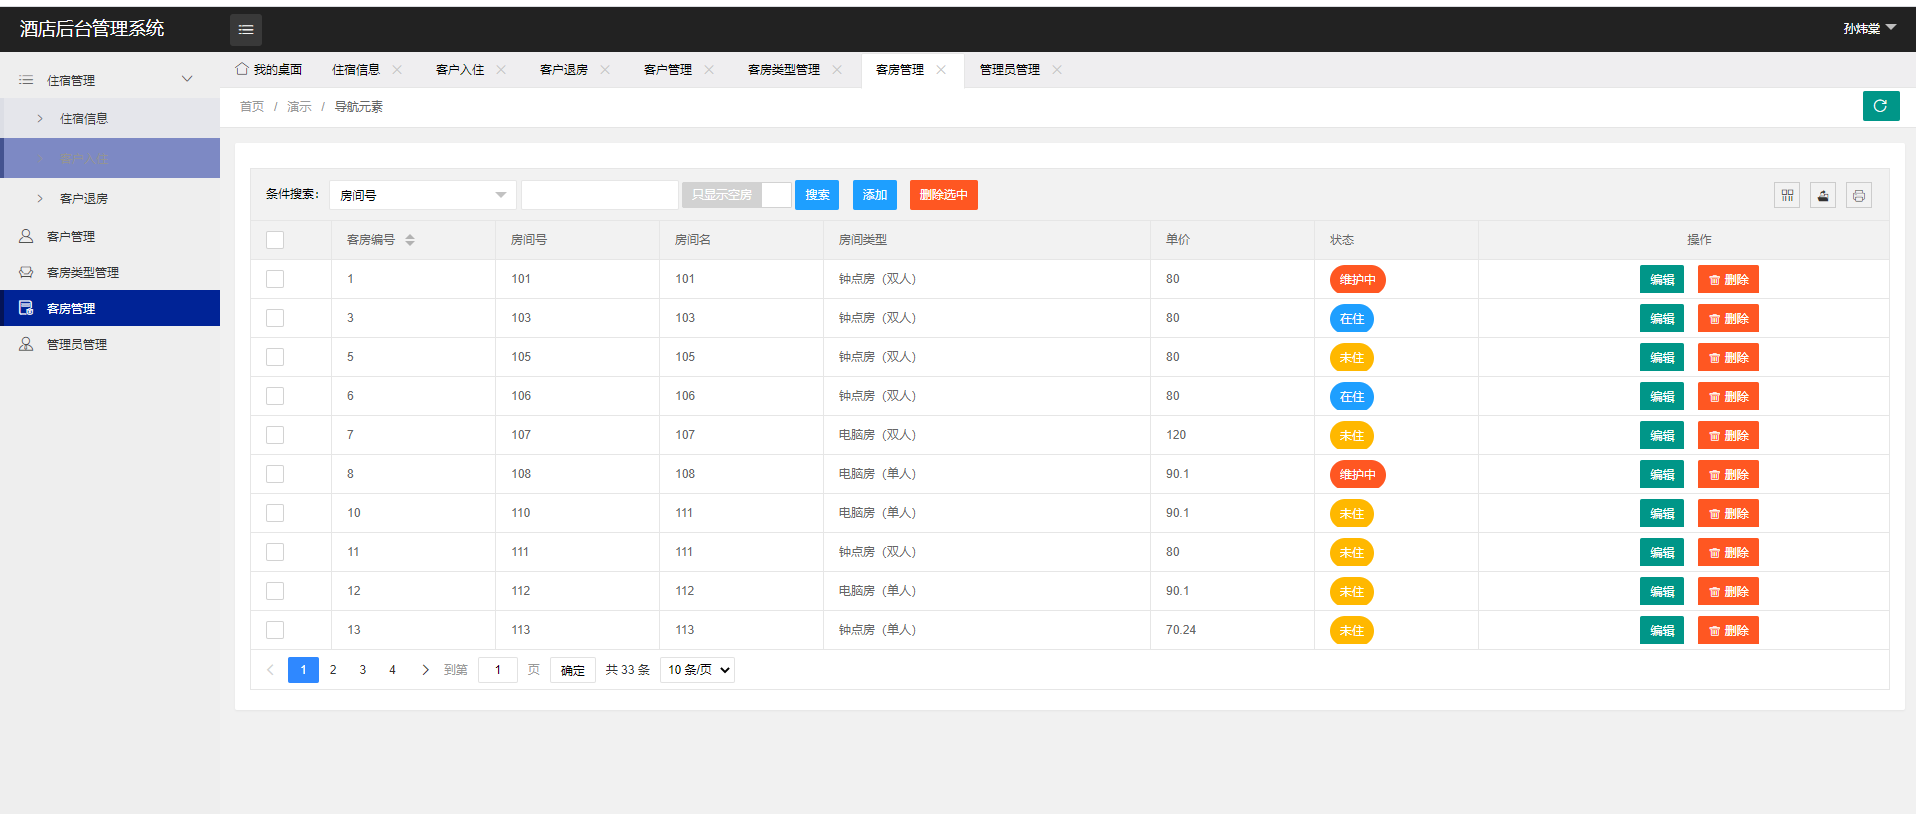 酒店后台管理系统
孙炜棠
住宿管理
住宿信息
客户入住
客户退房
客户管理
客房类型管理
客房管理
管理员管理
我的桌面 住宿信息 客户入住 客户退房 客户管理 客房类型管理 客房管理 管理员管理
首页 / 演示 / 导航元素
条件搜索: 房间号 只显示空房 搜索 添加 删除选中
客房编号 房间号 房间名 房间类型 单价 状态 操作
1 101 101 钟点房（双人） 80 维护中 编辑 删除
3 103 103 钟点房（双人） 80 在住 编辑 删除
5 105 105 钟点房（双人） 80 未住 编辑 删除
6 106 106 钟点房（双人） 80 在住 编辑 删除
7 107 107 电脑房（双人） 120 未住 编辑 删除
8 108 108 电脑房（单人） 90.1 维护中 编辑 删除
10 110 111 电脑房（单人） 90.1 未住 编辑 删除
11 111 111 钟点房（双人） 80 未住 编辑 删除
12 112 112 电脑房（单人） 90.1 未住 编辑 删除
13 113 113 钟点房（单人） 70.24 未住 编辑 删除
1 2 3 4 到第 1 页 确定 共 33 条 10 条/页